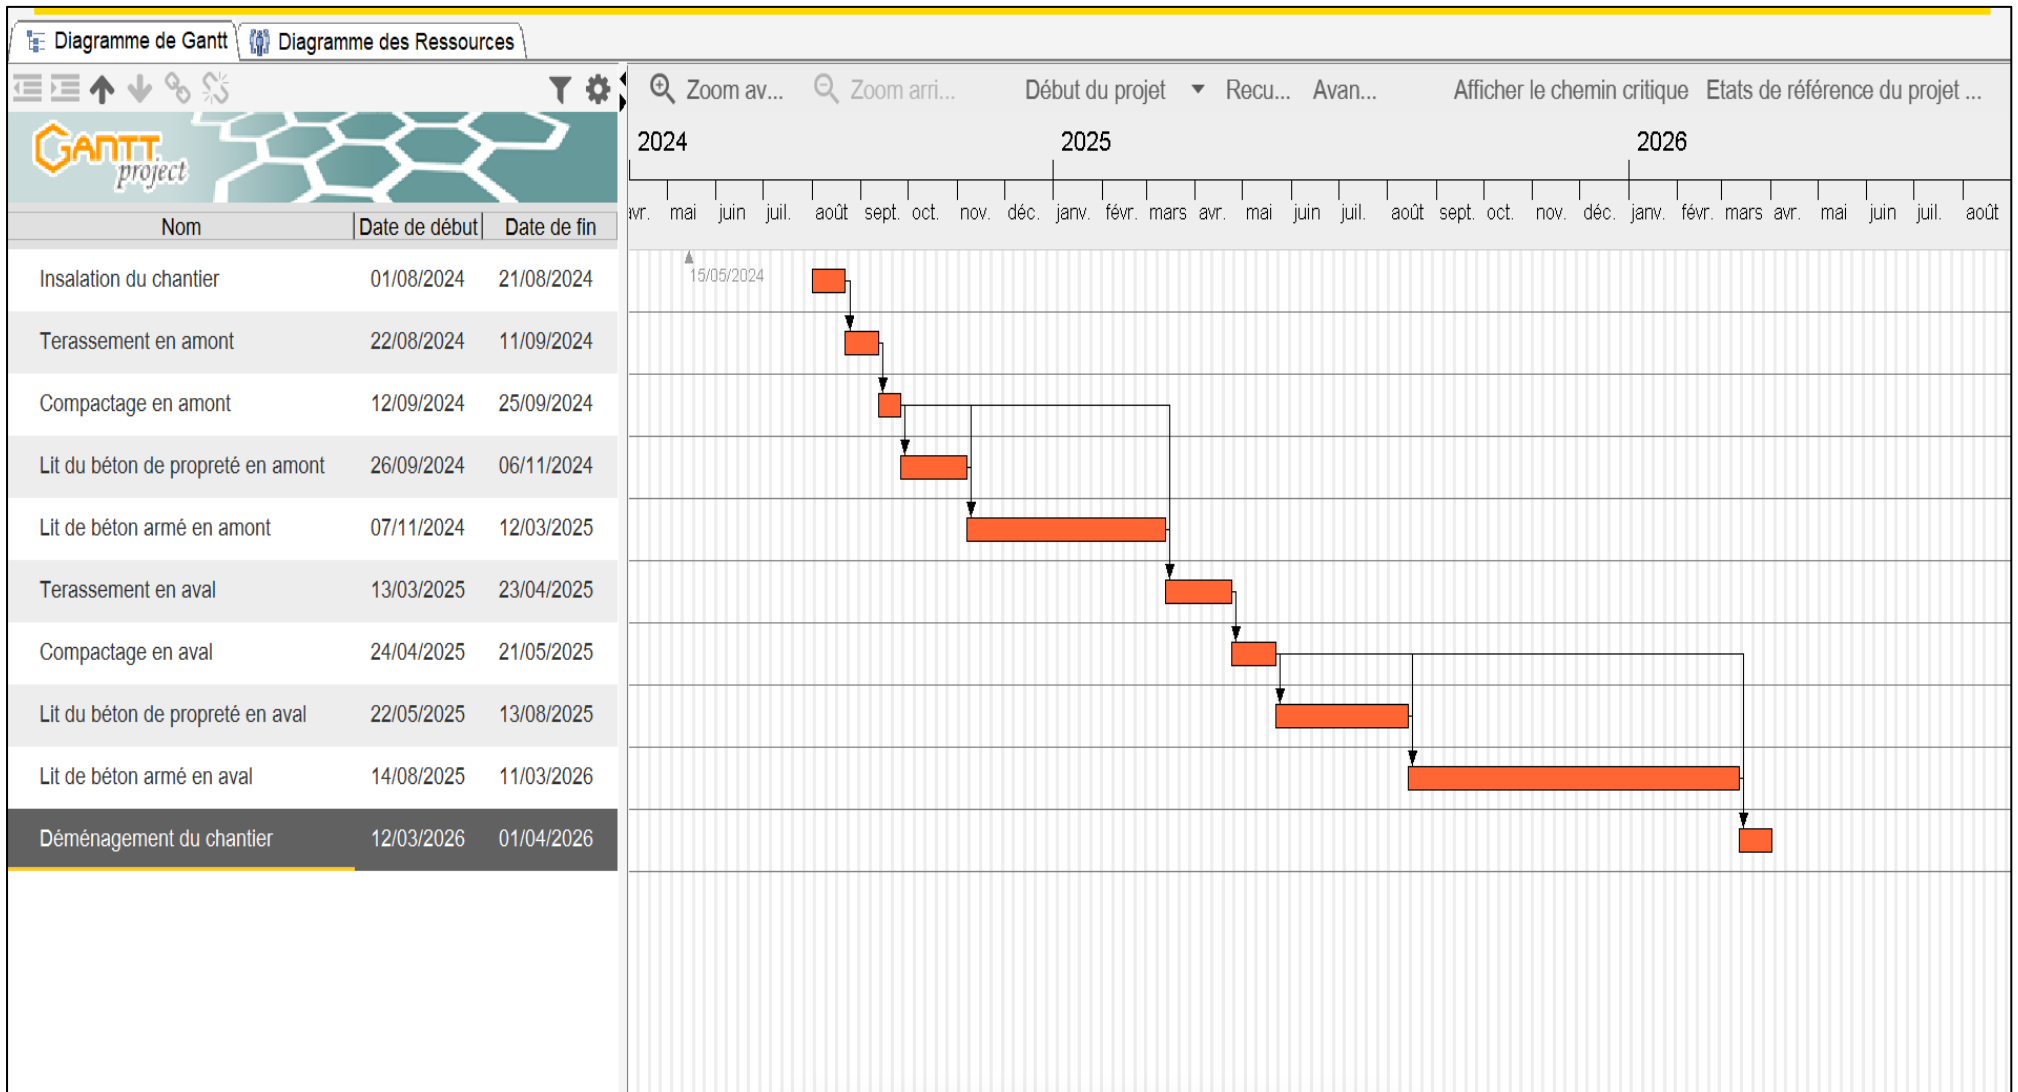 Diagramme de Gantt Diagramme des Ressources
Zoom av... Zoom arri... Début du projet Recu... Avan... Afficher le chemin critique Etats de référence du projet ...
GANTT project
2024 2025 2026
Nom Date de début Date de fin
avr. mai juin juil. août sept. oct. nov. déc. janv. févr. mars avr. mai juin juil. août sept. oct. nov. déc. janv. févr. mars avr. mai juin juil. août
15/05/2024
Insalation du chantier 01/08/2024 21/08/2024
Terassement en amont 22/08/2024 11/09/2024
Compactage en amont 12/09/2024 25/09/2024
Lit du béton de propreté en amont 26/09/2024 06/11/2024
Lit de béton armé en amont 07/11/2024 12/03/2025
Terassement en aval 13/03/2025 23/04/2025
Compactage en aval 24/04/2025 21/05/2025
Lit du béton de propreté en aval 22/05/2025 13/08/2025
Lit de béton armé en aval 14/08/2025 11/03/2026
Déménagement du chantier 12/03/2026 01/04/2026